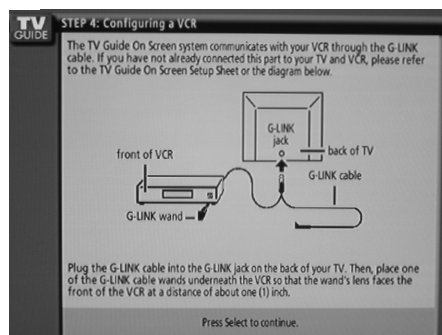 TV
GUIDE
STEP 4: Configuring a VCR
The TV Guide On Screen system communicates with your VCR through the G-LINK
cable. If you have not already connected this part to your TV and VCR, please refer
to the TV Guide On Screen Setup Sheet or the diagram below.
G-LINK
jack
front of VCR
back of TV
G-LINK cable
G-LINK wand
Plug the G-LINK cable into the G-LINK jack on the back of your TV. Then, place one
of the G-LINK cable wands underneath the VCR so that the wand's lens faces the
front of the VCR at a distance of about one (1) inch.
Press Select to continue.